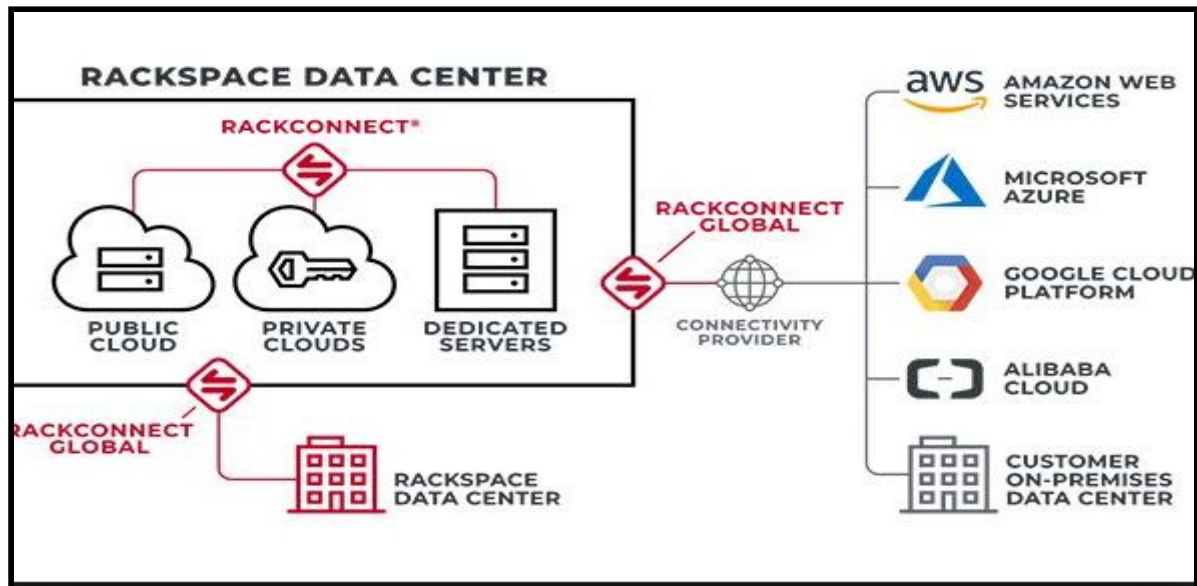 RACKSPACE DATA CENTER
RACKCONNECT®
PUBLIC
CLOUD
PRIVATE
CLOUDS
DEDICATED
SERVERS
RACKCONNECT
GLOBAL
RACKSPACE
DATA CENTER
RACKCONNECT
GLOBAL
CONNECTIVITY
PROVIDER
aws
AMAZON WEB
SERVICES
MICROSOFT
AZURE
GOOGLE CLOUD
PLATFORM
ALIBABA
CLOUD
CUSTOMER
ON-PREMISES
DATA CENTER